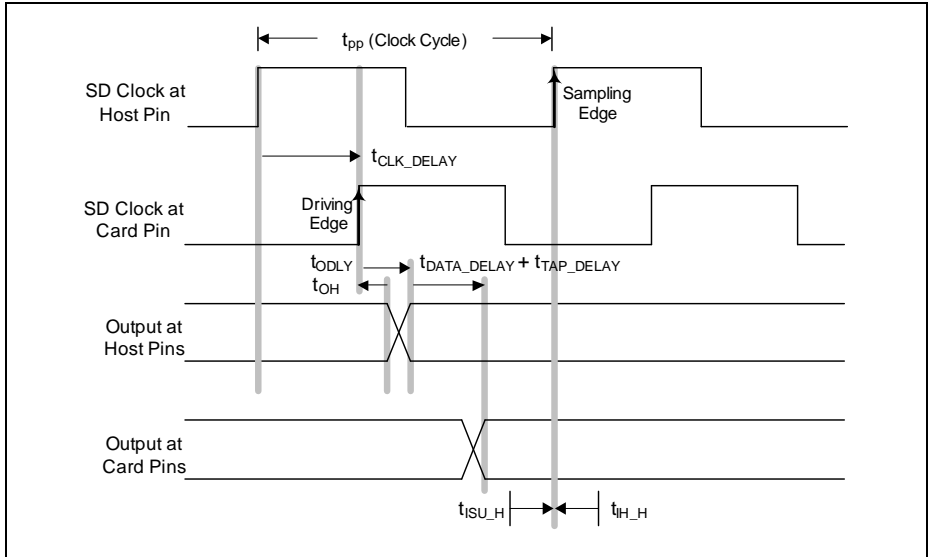 tpp (Clock Cycle)
SD Clock at
Host Pin
Sampling
Edge
tCLK_DELAY
SD Clock at
Card Pin
Driving
Edge
tODLY
tDATA_DELAY + tTAP_DELAY
tOH
Output at
Host Pins
Output at
Card Pins
tISU_H
tIH_H